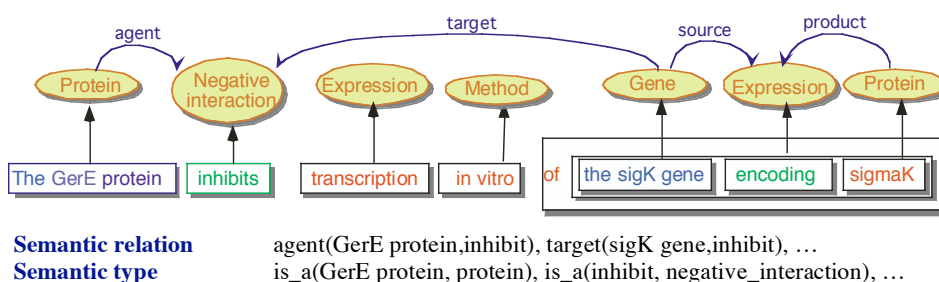 agent target source product
Protein Negative interaction Expression Method Gene Expression Protein
The GerE protein inhibits transcription in vitro of the sigK gene encoding sigmaK
Semantic relation agent(GerE protein,inhibit), target(sigK gene,inhibit), …
Semantic type is_a(GerE protein, protein), is_a(inhibit, negative_interaction), …